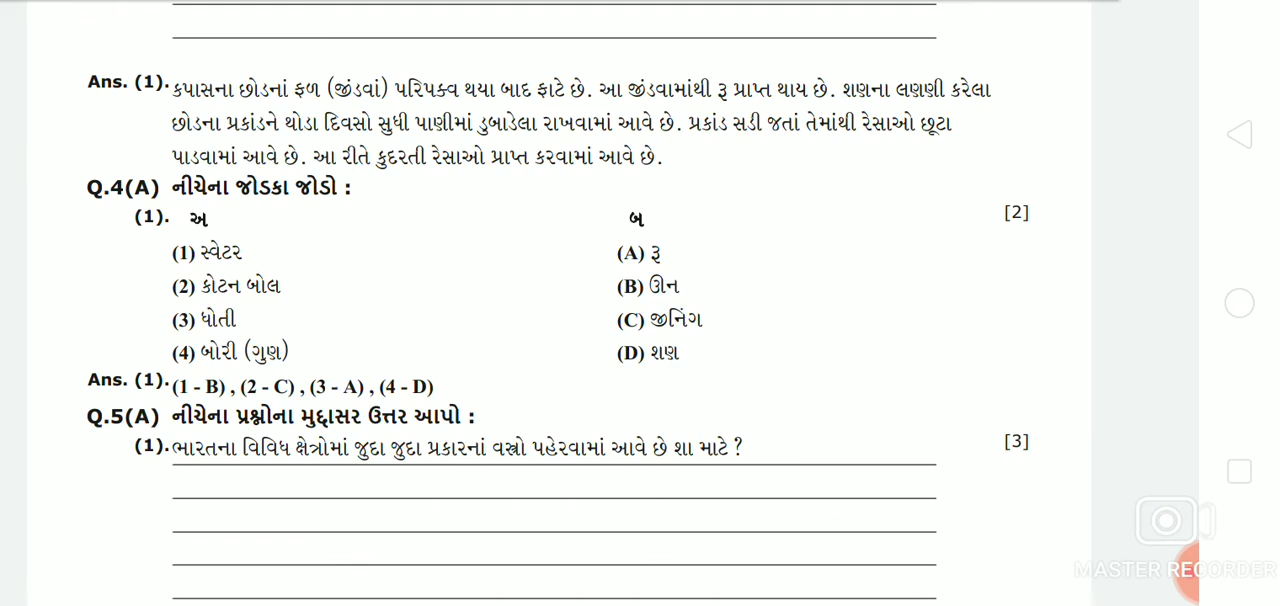 Ans. (1). કપાસના છોડનાં ફળ (જીંડવાં) પરિપક્વ થયા બાદ ફાટે છે. આ જીંડવામાંથી રૂ પ્રાપ્ત થાય છે. શણના લણણી કરેલા
છોડના પ્રકાંડને થોડા દિવસો સુધી પાણીમાં ડુબાડેલા રાખવામાં આવે છે. પ્રકાંડ સડી જતાં તેમાંથી રેસાઓ છૂટા
પાડવામાં આવે છે. આ રીતે કુદરતી રેસાઓ પ્રાપ્ત કરવામાં આવે છે.
Q.4(A) નીચેના જોડકા જોડો :
(1). અ બ [2]
(1) સ્વેટર (A) રૂ
(2) કોટન બોલ (B) ઊન
(3) ધોતી (C) જીનિંગ
(4) બોરી (ગુણ) (D) શણ
Ans. (1). (1 - B) , (2 - C) , (3 - A) , (4 - D)
Q.5(A) નીચેના પ્રશ્નોના મુદ્દાસર ઉત્તર આપો :
(1). ભારતના વિવિધ ક્ષેત્રોમાં જુદા જુદા પ્રકારનાં વસ્ત્રો પહેરવામાં આવે છે શા માટે ? [3]
MASTER RECORDER